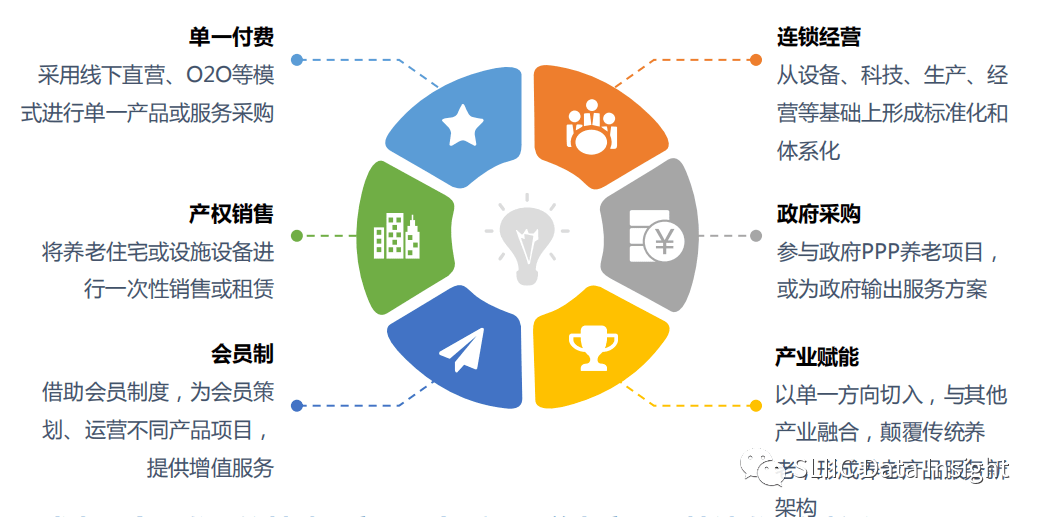 单一付费
采用线下直营、O2O等模
式进行单一产品或服务采购
产权销售
将养老住宅或设施设备进
行一次性销售或租赁
会员制
借助会员制度，为会员策
划、运营不同产品项目，
提供增值服务
连锁经营
从设备、科技、生产、经
营等基础上形成标准化和
体系化
政府采购
参与政府PPP养老项目，
或为政府输出服务方案
¥
产业赋能
以单一方向切入，与其他
产业融合，颠覆传统养
架构